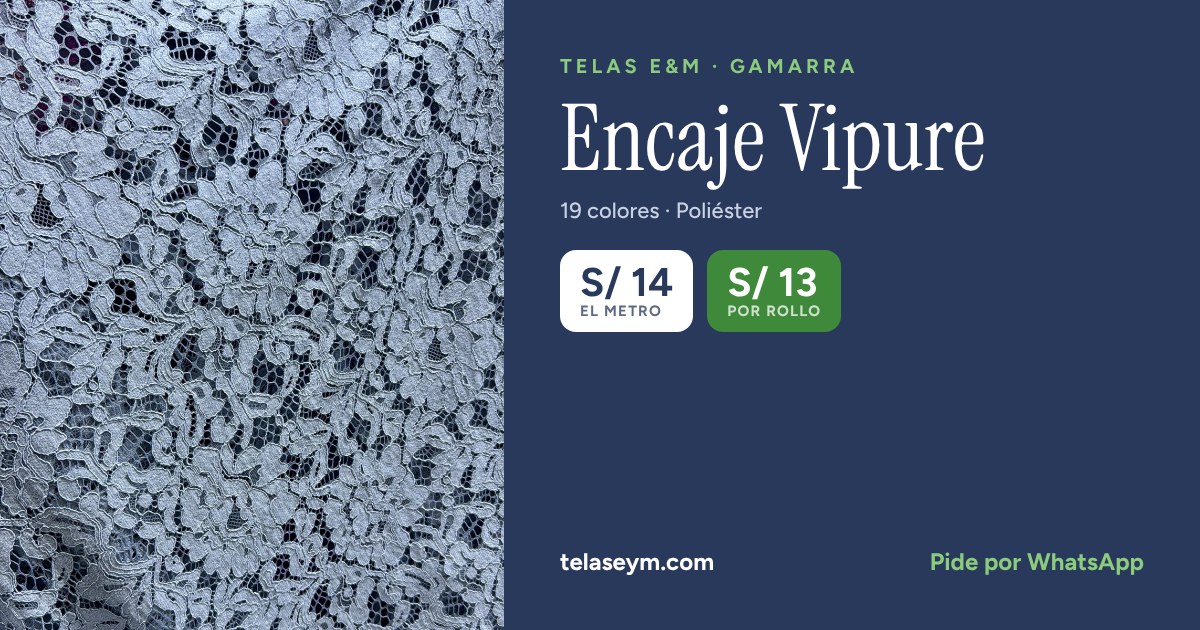 TELAS E&M · GAMARRA
Encaje Vipure
19 colores · Poliéster
S/ 14
EL METRO
S/ 13
POR ROLLO
telaseym.com
Pide por WhatsApp